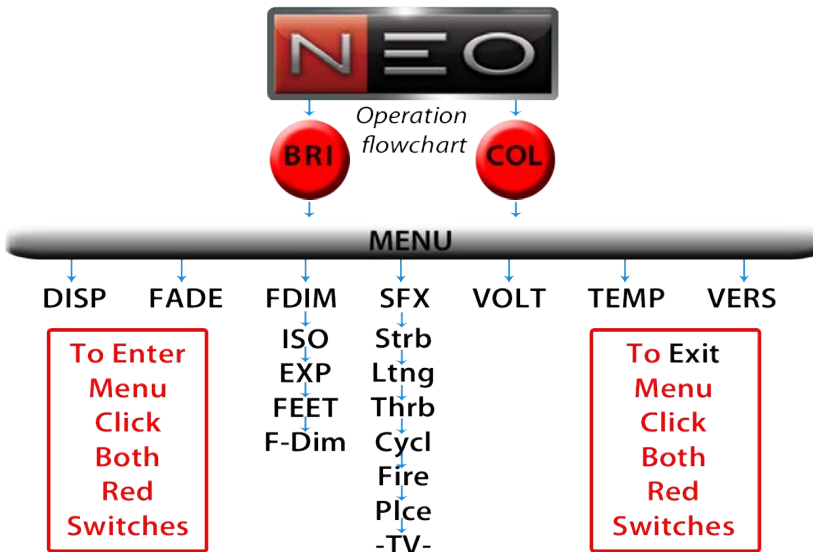 NEO
Operation
flowchart
BRI
COL
MENU
DISP FADE FDIM SFX VOLT TEMP VERS
ISO
EXP
FEET
F-Dim
Strb
Ltng
Thrb
Cycl
Fire
Plce
-TV-
To Enter
Menu
Click
Both
Red
Switches
To Exit
Menu
Click
Both
Red
Switches